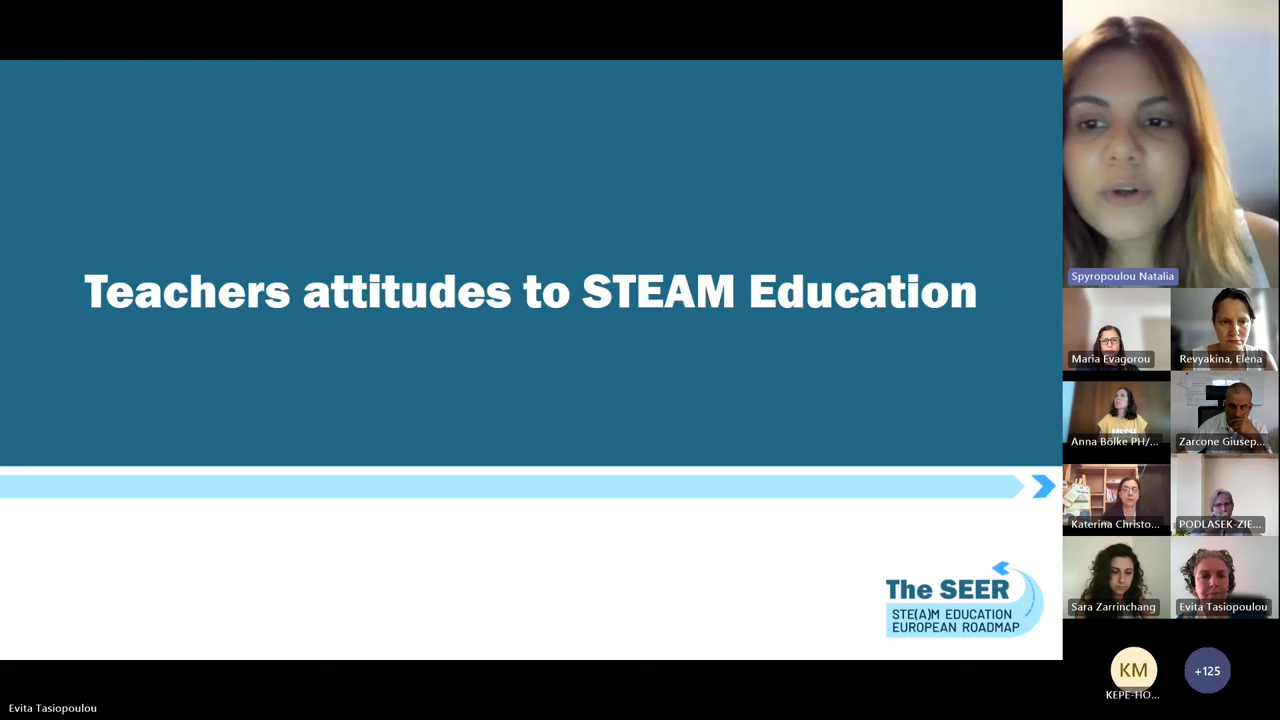 Teachers attitudes to STEAM Education
The SEER
STE(A)M EDUCATION
EUROPEAN ROADMAP
Spyropoulou Natalia
Maria Evagorou
Revyakina, Elena
Anna Bölke PH/...
Zarcone Giusep...
Katerina Christo...
PODLASEK-ZIE...
Sara Zarrinchang
Evita Tasiopoulou
KM
KEPE-HO...
+125
Evita Tasiopoulou